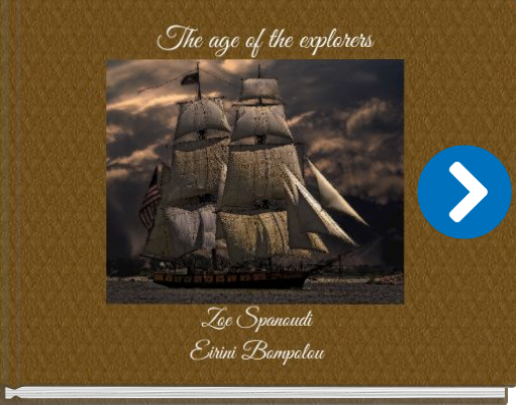 The age of the explorers
Zoe Spanoudi
Eirini Bompolou